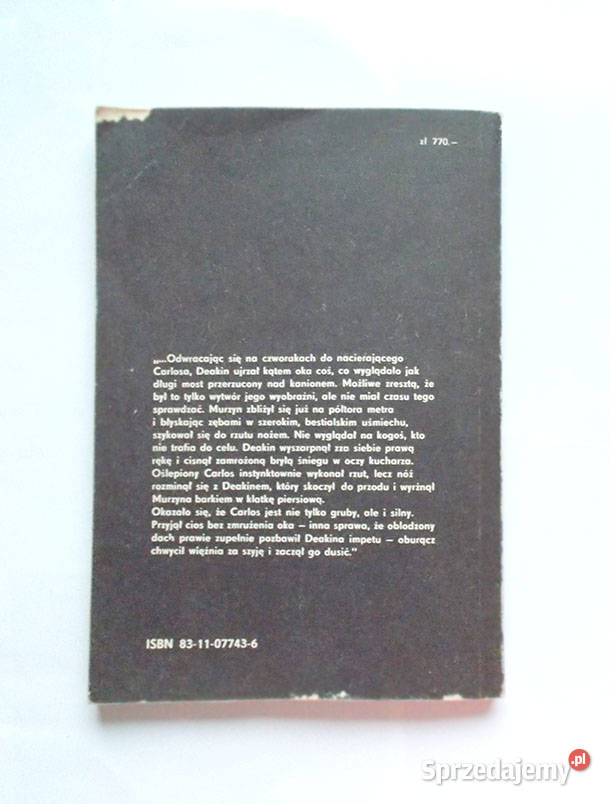 zł 770.–
„...Odwracając się na czworakach do nacierającego
Carlosa, Deakin ujrzał kątem oka coś, co wyglądało jak
długi most przerzucony nad kanionem. Możliwe zresztą, że
był to tylko wytwór jego wyobraźni, ale nie miał czasu tego
sprawdzać. Murzyn zbliżył się już na półtora metra
i błyskając zębami w szerokim, bestialskim uśmiechu,
szykował się do rzutu nożem. Nie wyglądał na kogoś, kto
nie trafia do celu. Deakin wyszarpnął zza siebie prawą
rękę i cisnął zamrożoną bryłą śniegu w oczy kucharza.
Oślepiony Carlos instynktownie wykonał rzut, lecz nóż
rozminął się z Deakinem, który skoczył do przodu i wyrżnął
Murzyna barkiem w klatkę piersiową.
Okazało się, że Carlos jest nie tylko gruby, ale i silny.
Przyjął cios bez zmrużenia oka – inna sprawa, że oblodzony
dach prawie zupełnie pozbawił Deakina impetu – oburącz
chwycił więźnia za szyję i zaczął go dusić."
ISBN 83-11-07743-6
Sprzedajemy.pl